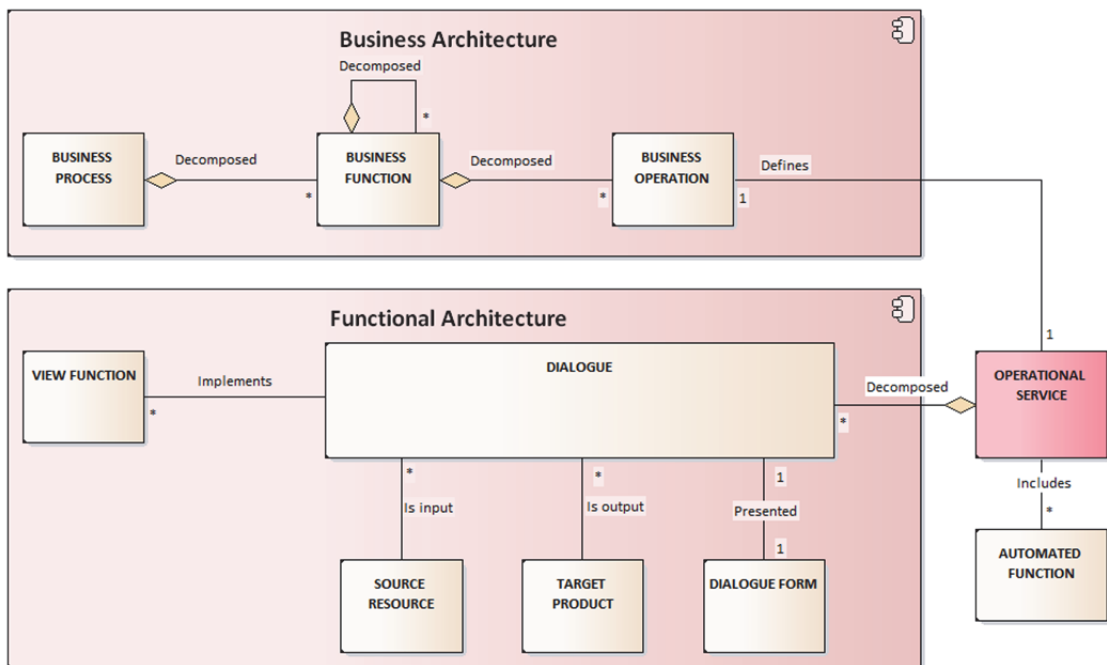 Business Architecture
Decomposed
*
BUSINESS
PROCESS
Decomposed
*
BUSINESS
FUNCTION
Decomposed
*
BUSINESS
OPERATION
Defines
1
Functional Architecture
VIEW FUNCTION
Implements
*
DIALOGUE
Decomposed
*
1
OPERATIONAL
SERVICE
*
Is input
*
Is output
1
Presented
1
Includes
*
SOURCE
RESOURCE
TARGET
PRODUCT
DIALOGUE FORM
AUTOMATED
FUNCTION